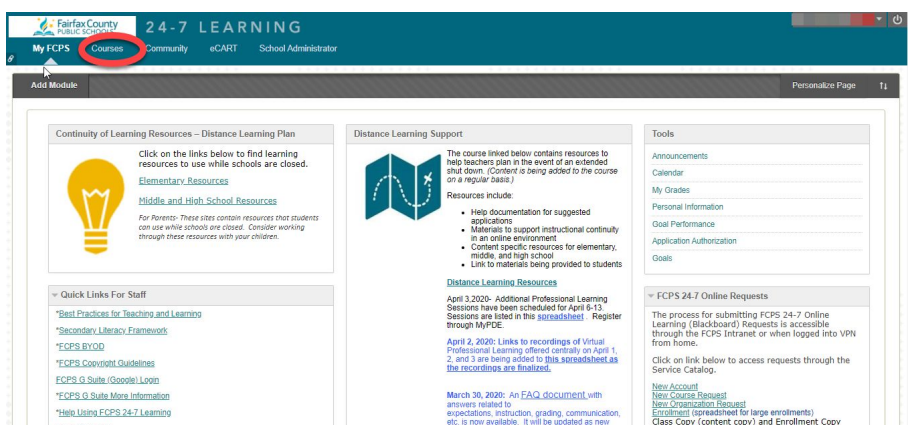 Fairfax County
PUBLIC SCHOOLS
24-7 LEARNING
My FCPS Courses Community eCART School Administrator
Add Module
Personalize Page
Continuity of Learning Resources – Distance Learning Plan
Click on the links below to find learning
resources to use while schools are closed.
Elementary Resources
Middle and High School Resources
For Parents- These sites contain resources that students
can use while schools are closed. Consider working
through these resources with your children.
Quick Links For Staff
*Best Practices for Teaching and Learning
*Secondary Literacy Framework
*FCPS BYOD
*FCPS Copyright Guidelines
FCPS G Suite (Google) Login
*FCPS G Suite More Information
*Help Using FCPS 24-7 Learning
Distance Learning Support
The course linked below contains resources to
help teachers plan in the event of an extended
shut down. (Content is being added to the course
on a regular basis.)
Resources include:
• Help documentation for suggested
applications
• Materials to support instructional continuity
in an online environment
• Content specific resources for elementary,
middle, and high school
• Link to materials being provided to students
Distance Learning Resources
April 3,2020- Additional Professional Learning
Sessions have been scheduled for April 6-13.
Sessions are listed in this spreadsheet . Register
through MyPDE.
April 2, 2020: Links to recordings of Virtual
Professional Learning offered centrally on April 1,
2, and 3 are being added to this spreadsheet as
the recordings are finalized.
March 30, 2020: An FAQ document with
answers related to
expectations, instruction, grading, communication,
etc. is now available. It will be updated as new
Tools
Announcements
Calendar
My Grades
Personal Information
Goal Performance
Application Authorization
Goals
FCPS 24-7 Online Requests
The process for submitting FCPS 24-7 Online
Learning (Blackboard) Requests is accessible
through the FCPS Intranet or when logged into VPN
from home.
Click on link below to access requests through the
Service Catalog.
New Account
New Course Request
New Organization Request
Enrollment (spreadsheet for large enrollments)
Class Copy (content copy) and Enrollment Copy